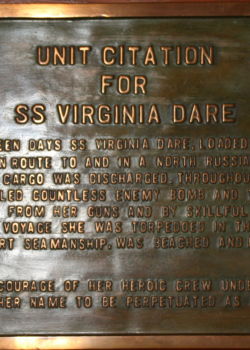 UNIT CITATION
FOR
SS VIRGINIA DARE
EEN DAYS SS VIRGINIA DARE, LOADED
N ROUTE TO AND IN A NORTH RUSSIA
CARGO WAS DISCHARGED. THROUGHOU
LED COUNTLESS ENEMY BOMB AND
FROM HER GUNS AND BY SKILLFUL
VOYAGE SHE WAS TORPEDOED IN TH
RT SEAMANSHIP, WAS BEACHED AND
COURAGE OF HER HEROIC CREW UNDE
HER NAME TO BE PERPETUATED AS